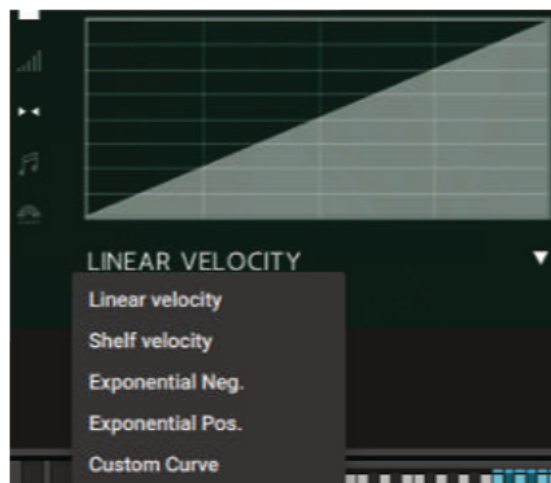 LINEAR VELOCITY
Linear velocity
Shelf velocity
Exponential Neg.
Exponential Pos.
Custom Curve